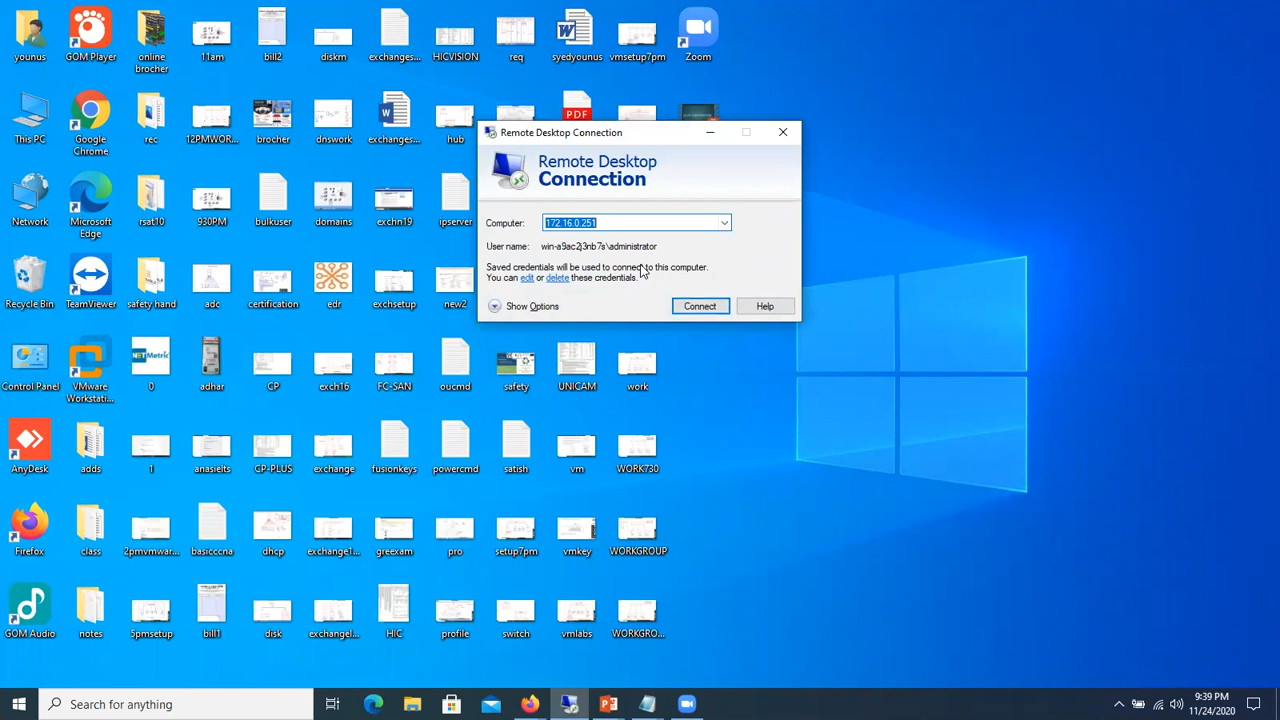 younus
GOM Player
online
brocher
11am
bill2
diskm
exchanges...
HICVISION
req
syedyounus
vmsetup7pm
Zoom
This PC
Google
Chrome
rec
12PMWOR...
brocher
dnswork
exchanges...
hub
PDF
Network
Microsoft
Edge
rsat10
930PM
bulkuser
domains
exchn19
ipserver
Recycle Bin
TeamViewer
safety hand
adc
certification
edr
exchsetup
new2
Remote Desktop Connection
Remote Desktop
Connection
Computer:
172.16.0.251
User name:
win-a9ac2j3nb7s\administrator
Saved credentials will be used to connect to this computer.
You can edit or delete these credentials.
Show Options
Connect
Help
Control Panel
VMware
Workstati...
NETMetric
0
adhar
CP
exch16
FC-SAN
oucmd
safety
UNICAM
work
AnyDesk
adds
1
anasielts
CP-PLUS
exchange
fusionkeys
powercmd
satish
vm
WORK730
Firefox
class
2pmvmwar...
basicccna
dhcp
exchange1...
greexam
pro
setup7pm
vmkey
WORKGROUP
GOM Audio
notes
5pmsetup
bill1
disk
exchangel...
HIC
profile
switch
vmlabs
WORKGRO...
Search for anything
9:39 PM
11/24/2020